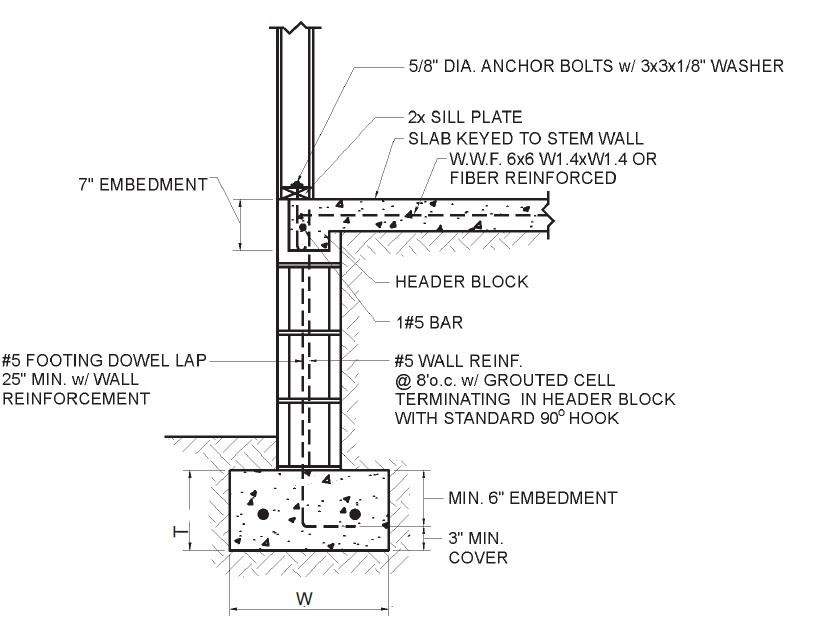 5/8" DIA. ANCHOR BOLTS w/ 3x3x1/8" WASHER
2x SILL PLATE
SLAB KEYED TO STEM WALL
W.W.F. 6x6 W1.4xW1.4 OR
FIBER REINFORCED
7" EMBEDMENT
HEADER BLOCK
1#5 BAR
#5 FOOTING DOWEL LAP
25" MIN. w/ WALL
REINFORCEMENT
#5 WALL REINF.
@ 8'o.c. w/ GROUTED CELL
TERMINATING IN HEADER BLOCK
WITH STANDARD 90° HOOK
MIN. 6" EMBEDMENT
3" MIN.
COVER
T
W